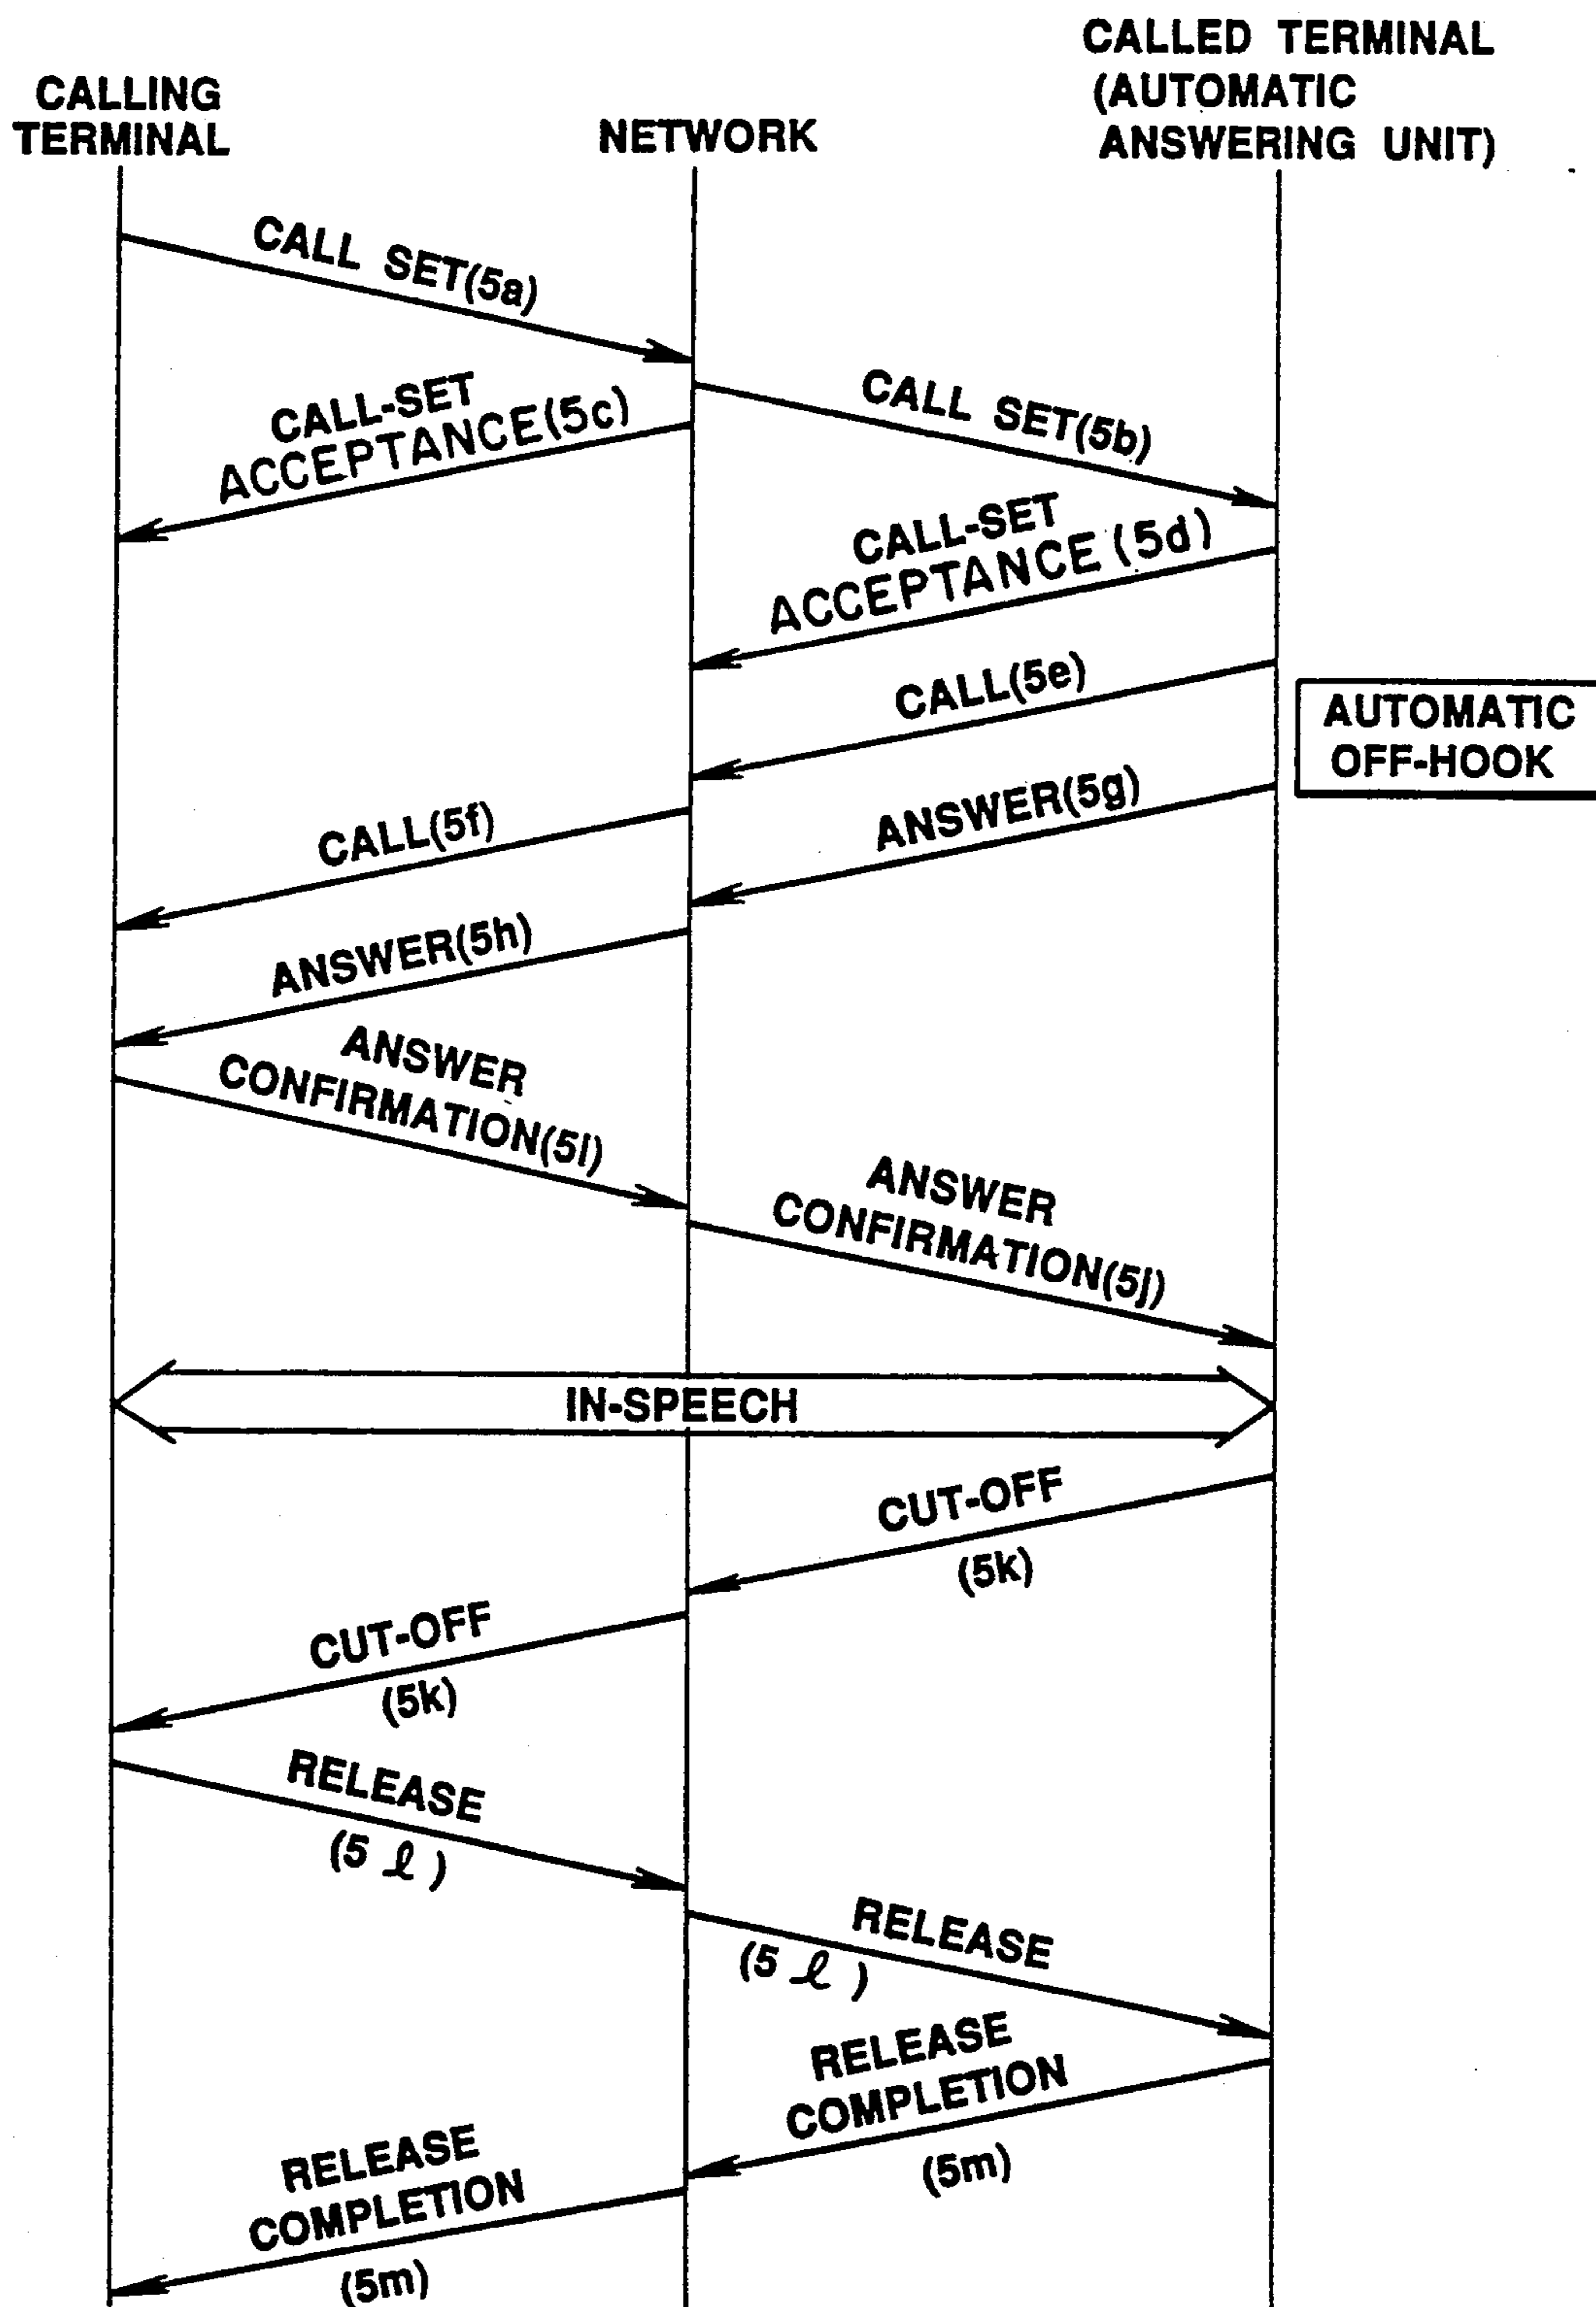 CALLING
TERMINAL
NETWORK
CALLED TERMINAL
(AUTOMATIC
ANSWERING UNIT)
CALL SET(5a)
CALL SET(5b)
CALL-SET
ACCEPTANCE(5c)
CALL-SET
ACCEPTANCE(5d)
CALL(5e)
AUTOMATIC
OFF-HOOK
CALL(5f)
ANSWER(5g)
ANSWER(5h)
ANSWER
CONFIRMATION(5i)
ANSWER
CONFIRMATION(5j)
IN-SPEECH
CUT-OFF
(5k)
CUT-OFF
(5k)
RELEASE
(5ℓ)
RELEASE
(5ℓ)
RELEASE
COMPLETION
(5m)
RELEASE
COMPLETION
(5m)